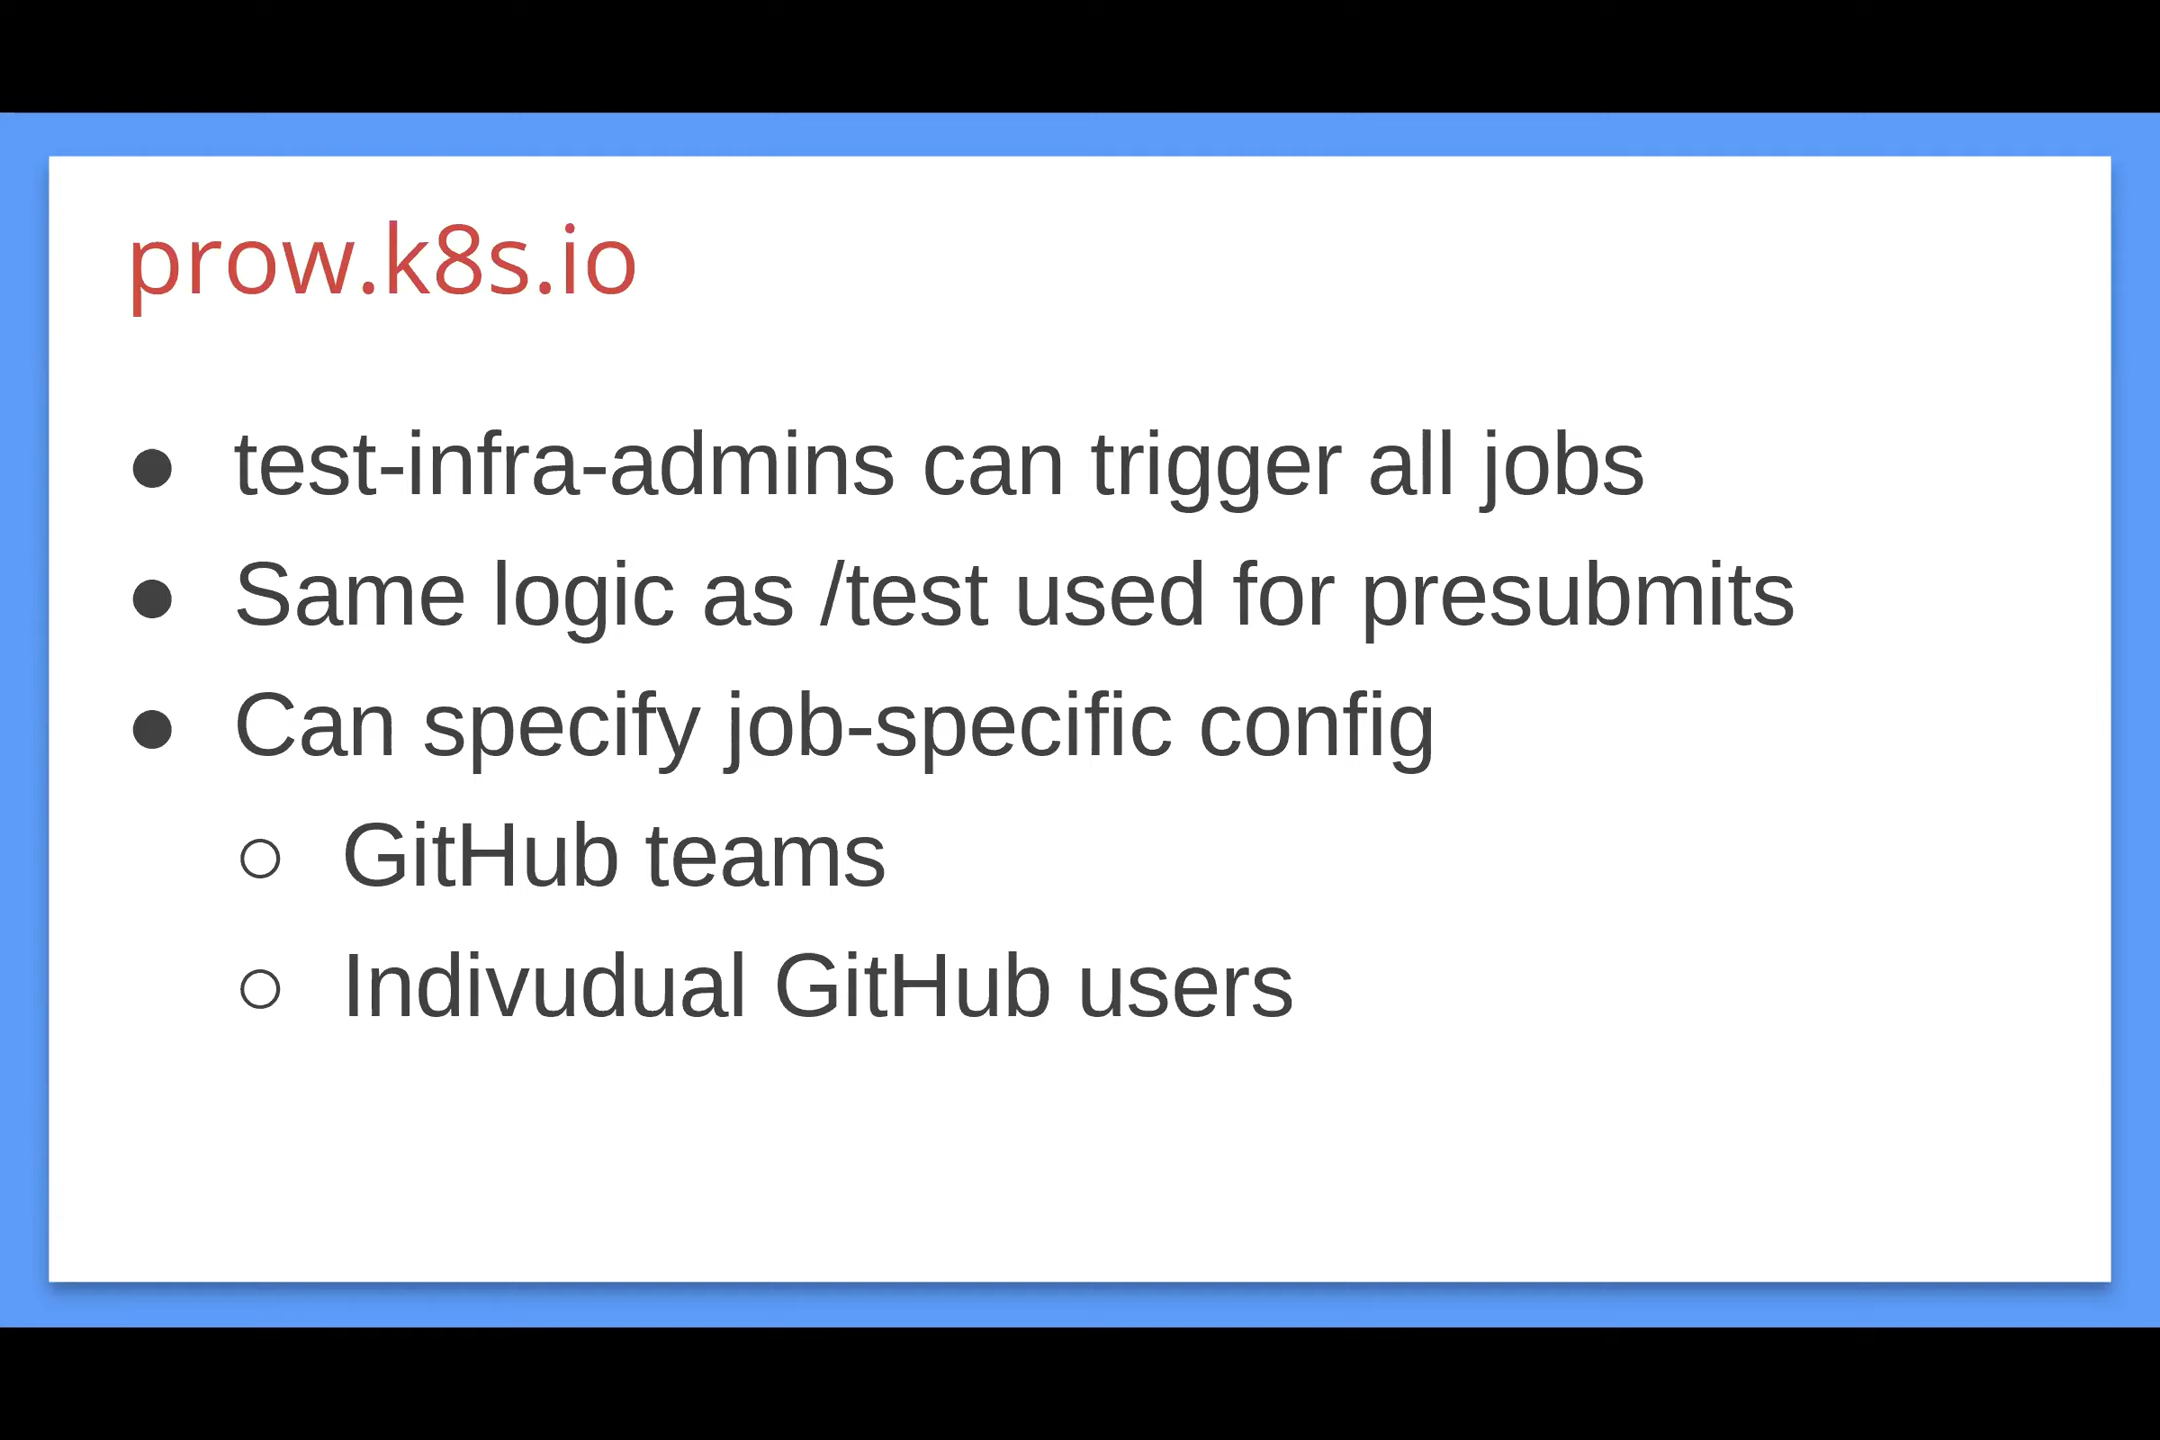 prow.k8s.io
● test-infra-admins can trigger all jobs
● Same logic as /test used for presubmits
● Can specify job-specific config
○ GitHub teams
○ Indivudual GitHub users